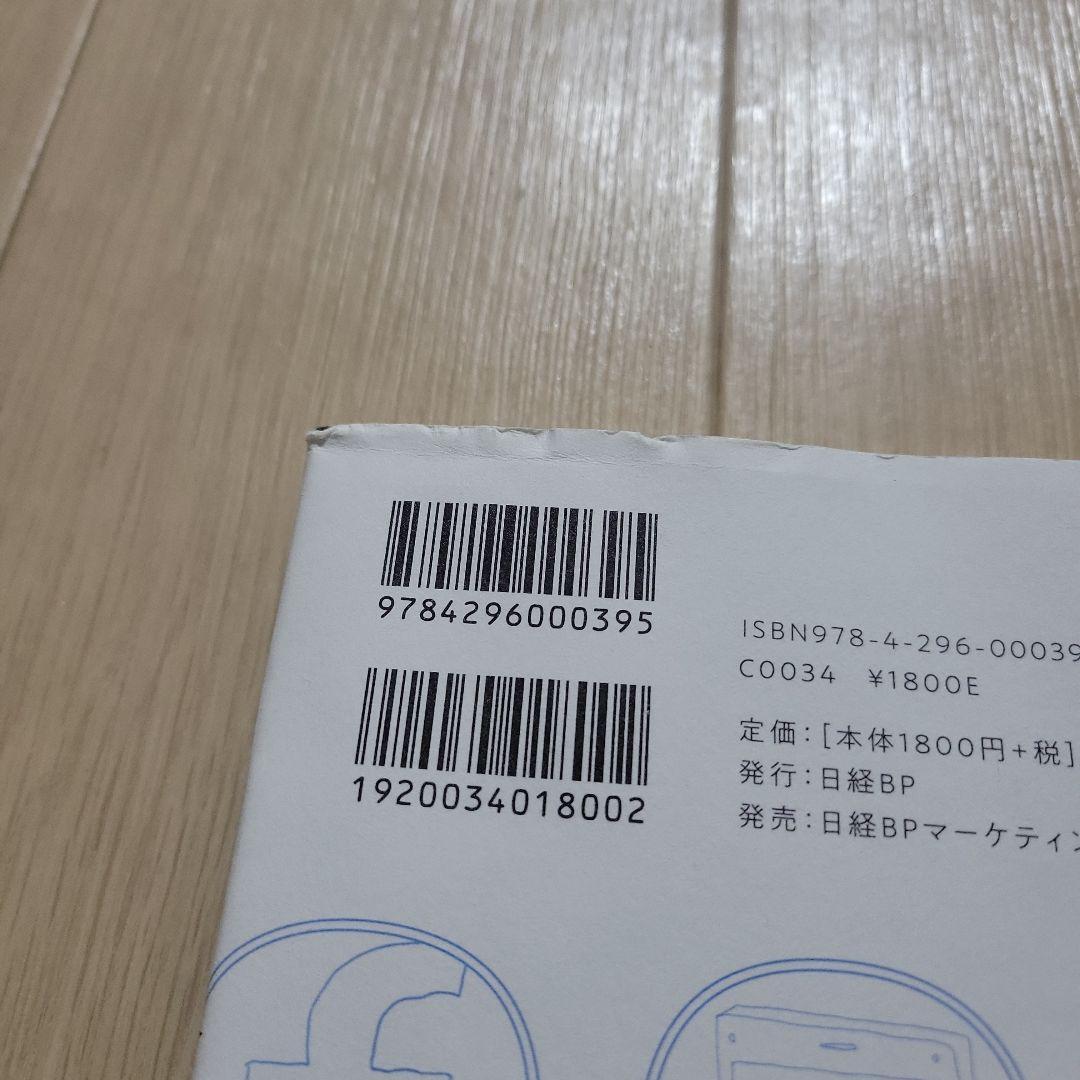 9784296000395
1920034018002
ISBN978-4-296-00039
C0034 ¥1800E
定価：[本体1800円+税]
発行：日経BP
発売：日経BPマーケティン